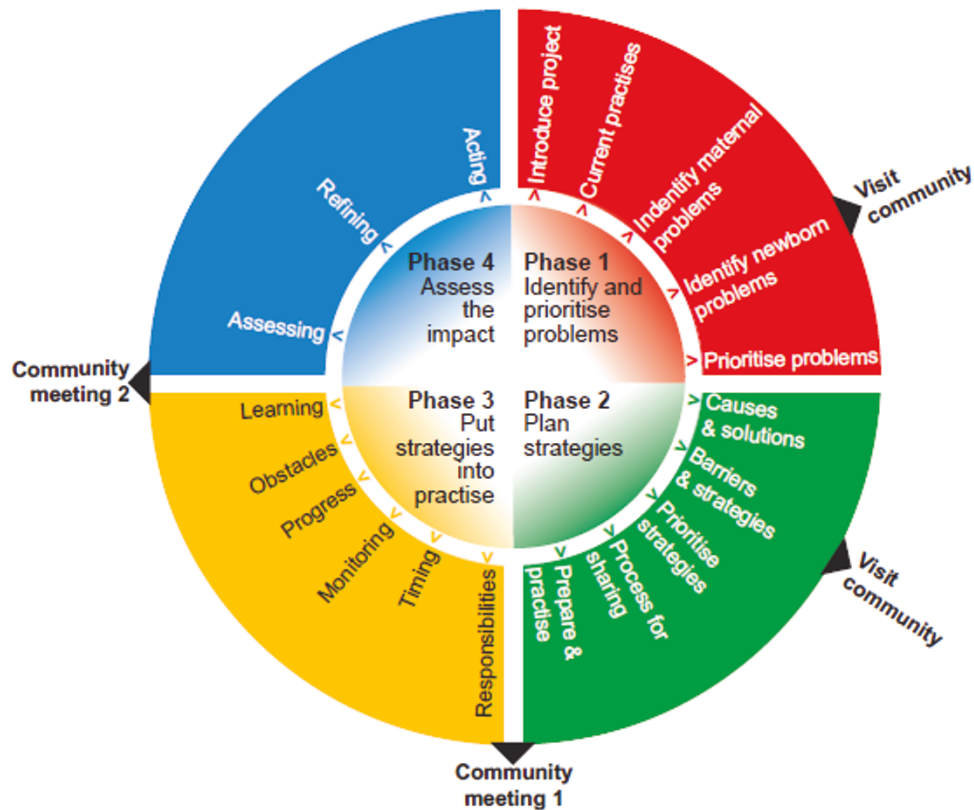 Phase 1
Identify and
prioritise
problems
Introduce project
Current practises
Indentify maternal
problems
Identify newborn
problems
Prioritise problems
Visit
community
Phase 2
Plan
strategies
Causes
& solutions
Barriers
& strategies
Prioritise
strategies
Process for
sharing
Prepare &
practise
Visit
community
Community
meeting 1
Phase 3
Put
strategies
into
practise
Responsibilities
Timing
Monitoring
Progress
Obstacles
Learning
Community
meeting 2
Phase 4
Assess
the
impact
Assessing
Refining
Acting